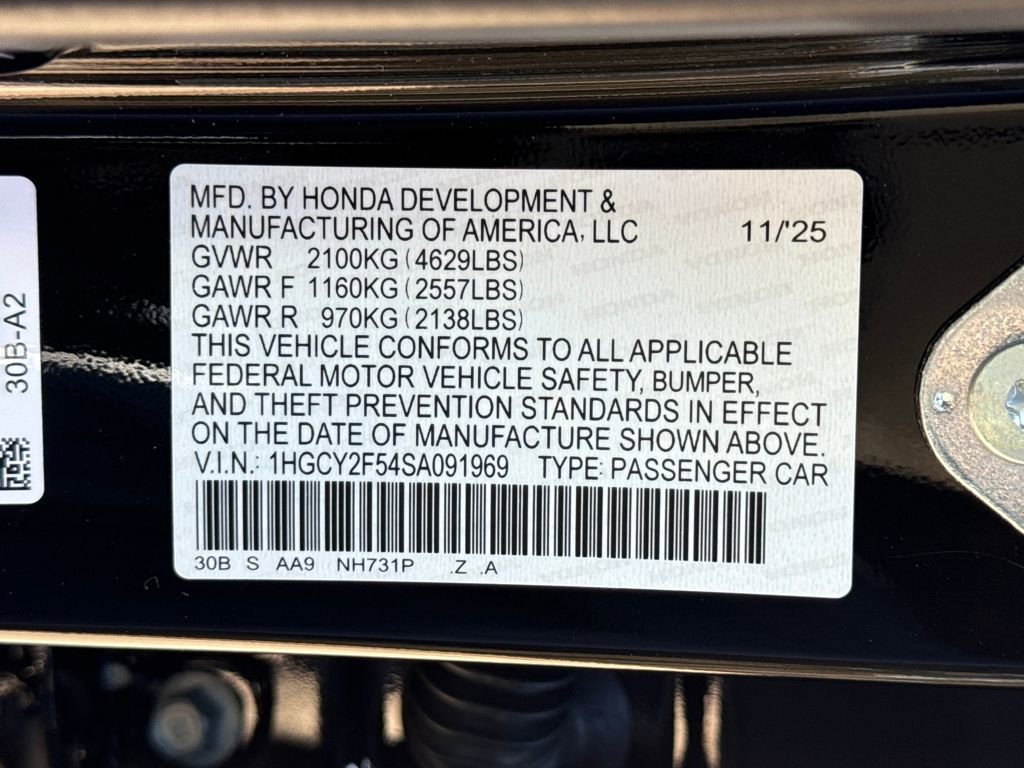 MFD. BY HONDA DEVELOPMENT &
MANUFACTURING OF AMERICA, LLC 11/'25
GVWR 2100KG (4629LBS)
GAWR F 1160KG (2557LBS)
GAWR R 970KG (2138LBS)
THIS VEHICLE CONFORMS TO ALL APPLICABLE
FEDERAL MOTOR VEHICLE SAFETY, BUMPER,
AND THEFT PREVENTION STANDARDS IN EFFECT
ON THE DATE OF MANUFACTURE SHOWN ABOVE.
V.I.N.: 1HGCY2F54SA091969 TYPE: PASSENGER CAR
30B S AA9 NH731P .Z .A
30B-A2